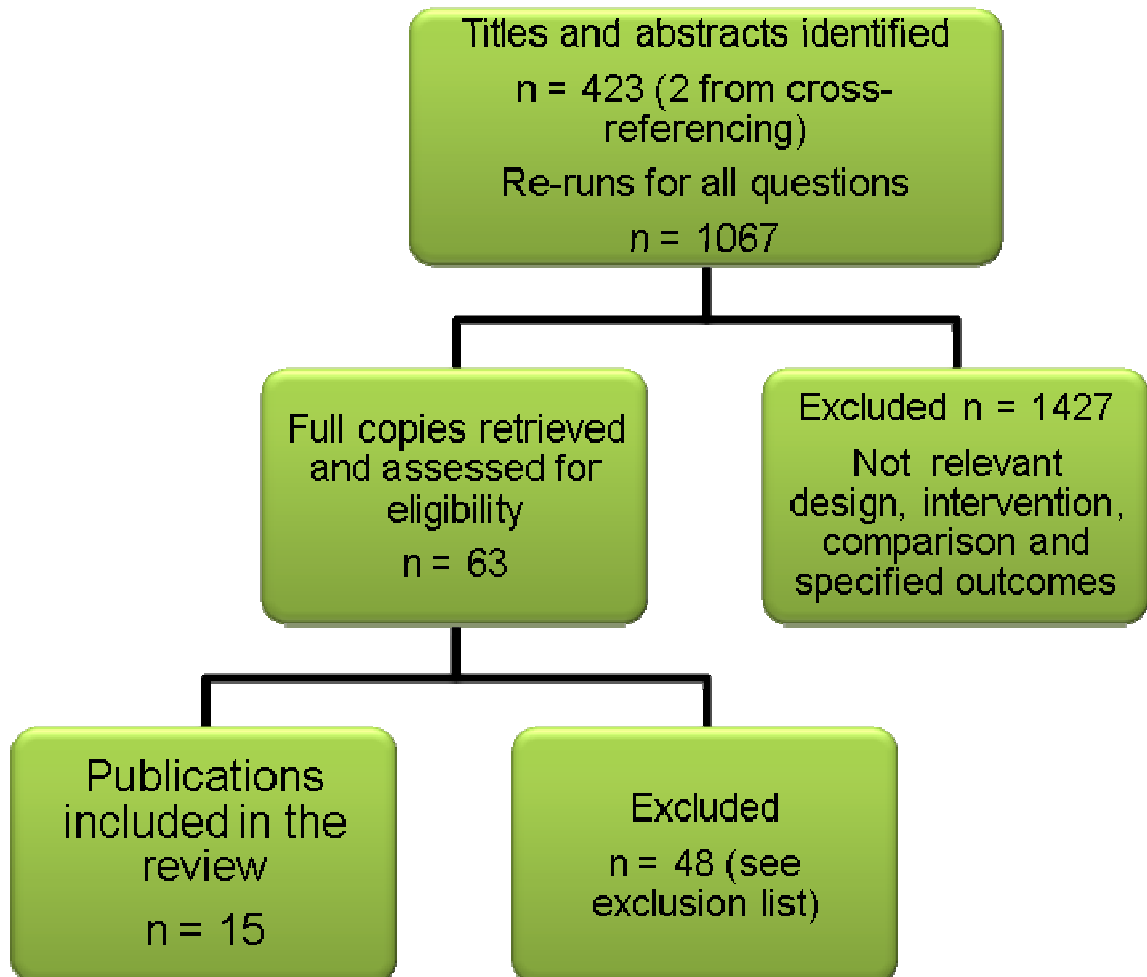 Titles and abstracts identified
n = 423 (2 from cross-
referencing)
Re-runs for all questions
n = 1067
Full copies retrieved
and assessed for
eligibility
n = 63
Excluded n = 1427
Not relevant
design, intervention,
comparison and
specified outcomes
Publications
included in the
review
n = 15
Excluded
n = 48 (see
exclusion list)